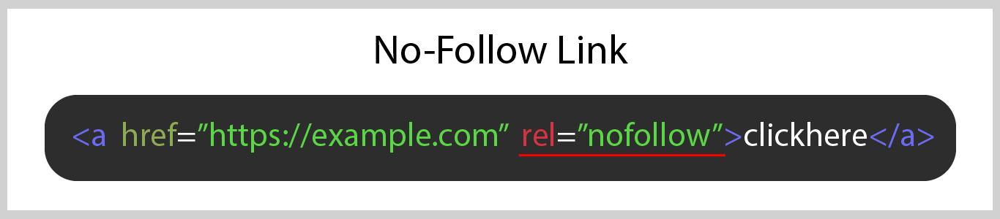 No-Follow Link
<a href=”https://example.com” rel=”nofollow”>clickhere</a>